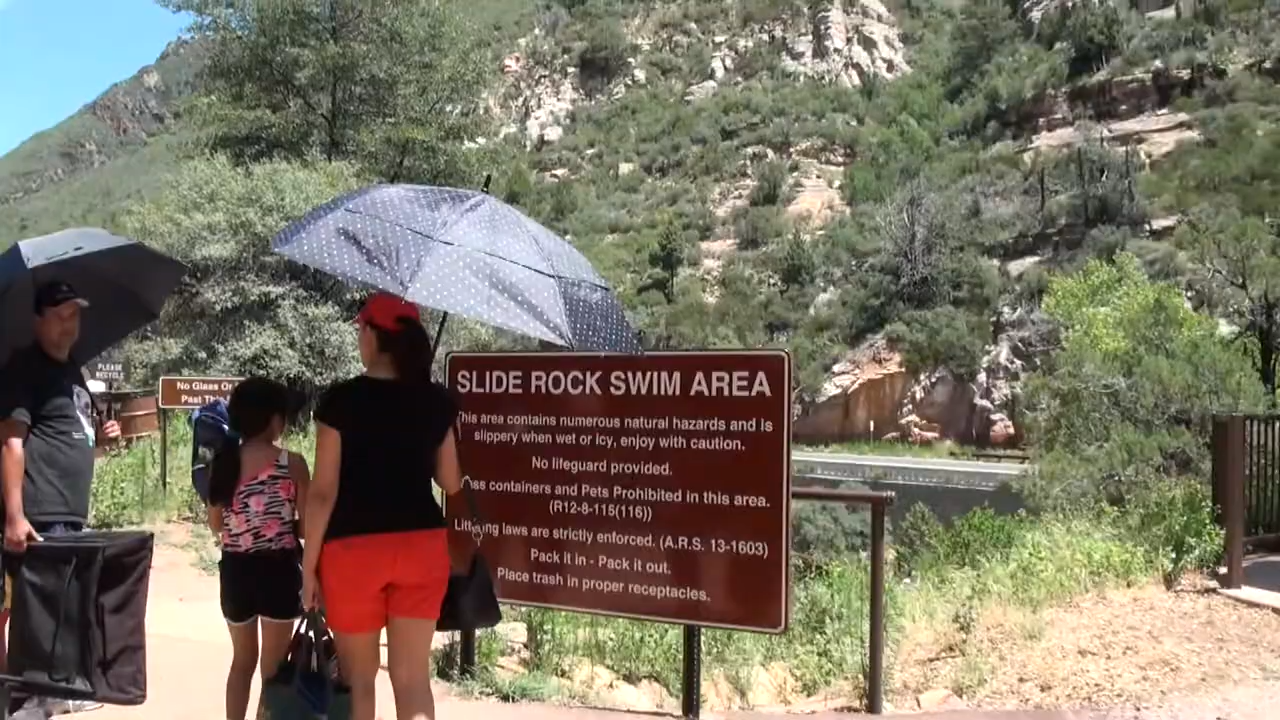 PLEASE
RECYCLE
No Glass Or
Past
SLIDE ROCK SWIM AREA
This area contains numerous natural hazards and is
slippery when wet or icy, enjoy with caution.
No lifeguard provided.
containers and Pets Prohibited in this area.
(R12-8-115(116))
laws are strictly enforced. (A.R.S. 13-1603)
Pack it in - Pack it out.
Place trash in proper receptacles.